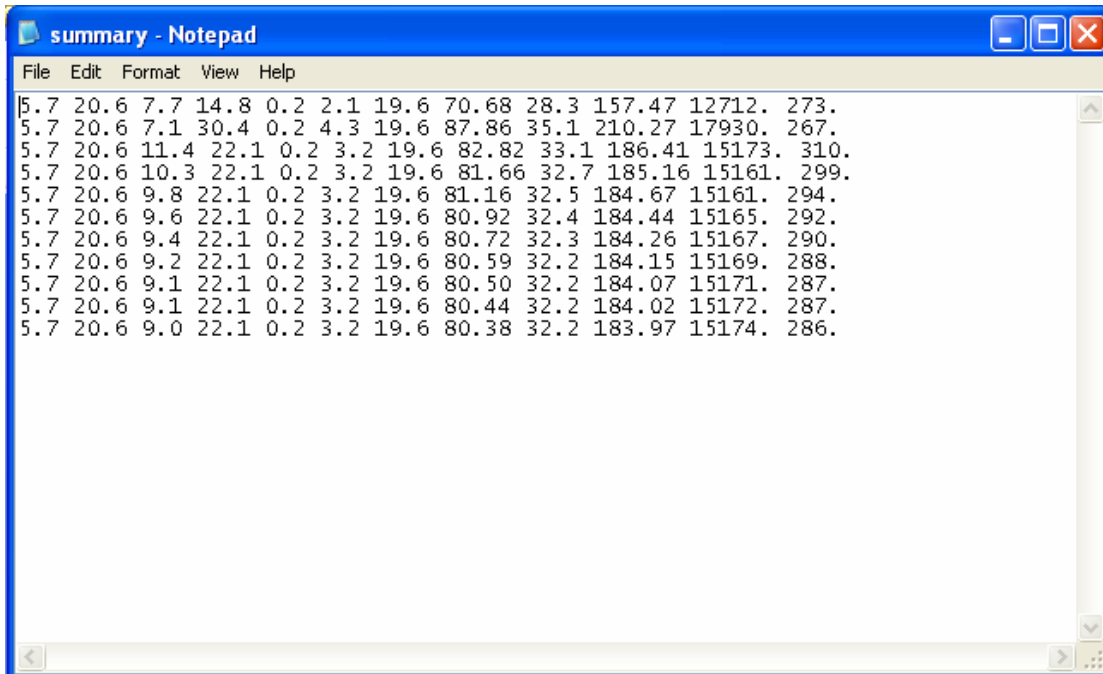 summary - Notepad
File Edit Format View Help
5.7 20.6 7.7 14.8 0.2 2.1 19.6 70.68 28.3 157.47 12712. 273.
5.7 20.6 7.1 30.4 0.2 4.3 19.6 87.86 35.1 210.27 17930. 267.
5.7 20.6 11.4 22.1 0.2 3.2 19.6 82.82 33.1 186.41 15173. 310.
5.7 20.6 10.3 22.1 0.2 3.2 19.6 81.66 32.7 185.16 15161. 299.
5.7 20.6 9.8 22.1 0.2 3.2 19.6 81.16 32.5 184.67 15161. 294.
5.7 20.6 9.6 22.1 0.2 3.2 19.6 80.92 32.4 184.44 15165. 292.
5.7 20.6 9.4 22.1 0.2 3.2 19.6 80.72 32.3 184.26 15167. 290.
5.7 20.6 9.2 22.1 0.2 3.2 19.6 80.59 32.2 184.15 15169. 288.
5.7 20.6 9.1 22.1 0.2 3.2 19.6 80.50 32.2 184.07 15171. 287.
5.7 20.6 9.1 22.1 0.2 3.2 19.6 80.44 32.2 184.02 15172. 287.
5.7 20.6 9.0 22.1 0.2 3.2 19.6 80.38 32.2 183.97 15174. 286.